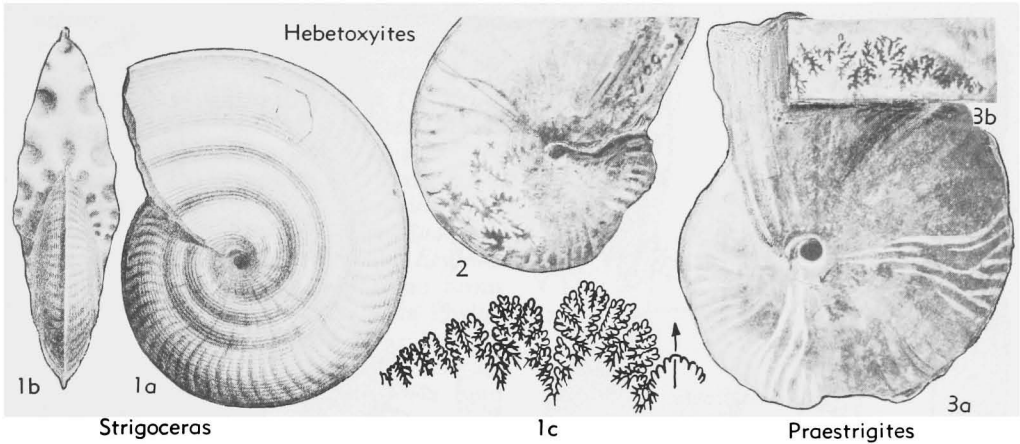 Hebetoxyites
3b
2
1b
1a
3a
Strigoceras
1c
Praestrigites